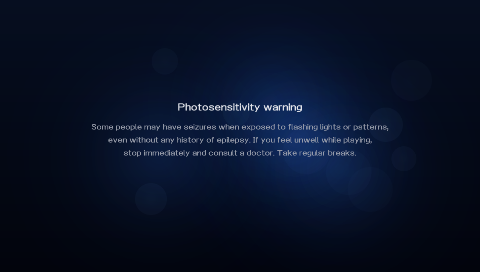 Photosensitivity warning
Some people may have seizures when exposed to flashing lights or patterns,
even without any history of epilepsy. If you feel unwell while playing,
stop immediately and consult a doctor. Take regular breaks.